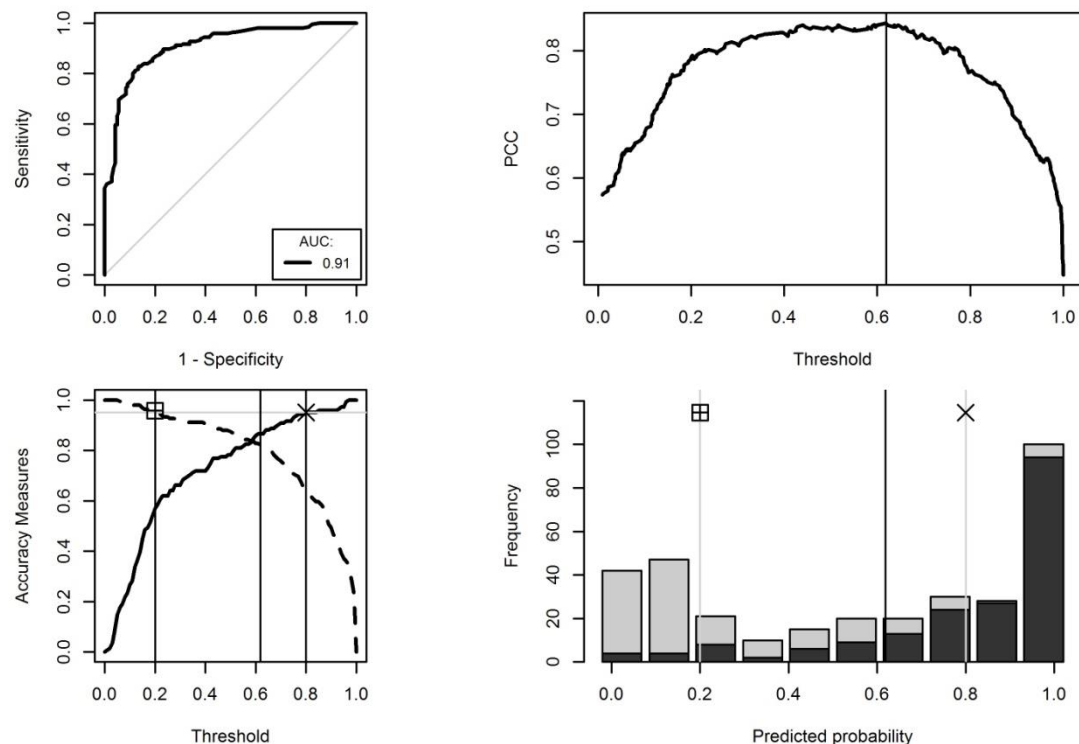 Sensitivity
0.0 0.2 0.4 0.6 0.8 1.0
AUC:
0.91
0.0 0.2 0.4 0.6 0.8 1.0
1 - Specificity
PCC
0.5 0.6 0.7 0.8
0.0 0.2 0.4 0.6 0.8 1.0
Threshold
Accuracy Measures
0.0 0.2 0.4 0.6 0.8 1.0
0.0 0.2 0.4 0.6 0.8 1.0
Threshold
Frequency
0 20 40 60 80 100
0.0 0.2 0.4 0.6 0.8 1.0
Predicted probability